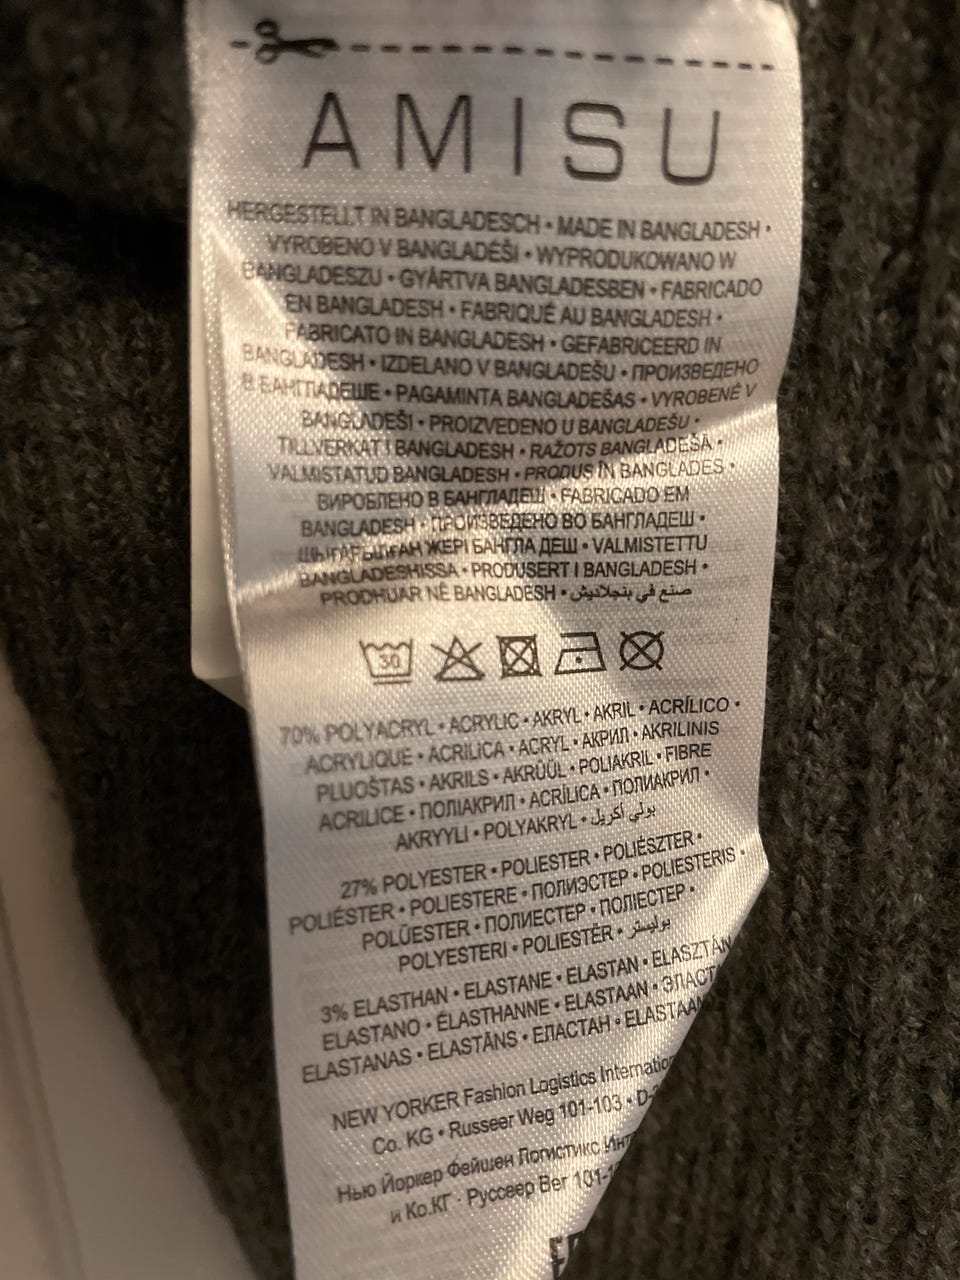 AMISU
HERGESTELLT IN BANGLADESCH • MADE IN BANGLADESH •
VYROBENO V BANGLADÉŠI • WYPRODUKOWANO W
BANGLADESZU • GYÁRTVA BANGLADESBEN • FABRICADO
EN BANGLADESH • FABRIQUÉ AU BANGLADESH •
FABRICATO IN BANGLADESH • GEFABRICEERD IN
BANGLADESH • IZDELANO V BANGLADEŠU • ПРОИЗВЕДЕНО
В БАНГЛАДЕШЕ • PAGAMINTA BANGLADEŠAS • VYROBENÉ V
BANGLADEŠI • PROIZVEDENO U BANGLADEŠU •
TILLVERKAT I BANGLADESH • RAŽOTS BANGLADEŠĀ •
VALMISTATUD BANGLADESH • PRODUS ÎN BANGLADES •
ВИРОБЛЕНО В БАНГЛАДЕШ • FABRICADO EM
BANGLADESH • ПРОИЗВЕДЕНО ВО БАНГЛАДЕШ •
ШЫҒАРЫЛҒАН ЖЕРІ БАНГЛА ДЕШ • VALMISTETTU
BANGLADESHISSA • PRODUSERT I BANGLADESH •
PRODHUAR NË BANGLADESH • صنع في بنجلاديش
30
70% POLYACRYL • ACRYLIC • AKRYL • AKRIL • ACRÍLICO •
ACRYLIQUE • ACRILICA • ACRYL • АКРИЛ • AKRILINIS
PLUOŠTAS • AKRILS • AKRÜÜL • POLIAKRIL • FIBRE
ACRILICE • ПОЛІАКРИЛ • ACRÍLICA • ПОЛИАКРИЛ •
AKRYYLI • POLYAKRYL • بولي اكريل
27% POLYESTER • POLIESTER • POLIÉSZTER •
POLIÉSTER • POLIESTERE • ПОЛИЭСТЕР • POLIESTERIS •
POLÜESTER • ПОЛИЕСТЕР • ПОЛІЕСТЕР •
POLYESTERI • POLIESTËR • بوليستر
3% ELASTHAN • ELASTANE • ELASTAN • ELASZTÁN
ELASTANO • ÉLASTHANNE • ELASTAAN • ЭЛАСТ
ELASTANAS • ELASTĀNS • ЕЛАСТАН • ELASTAAN
NEW YORKER Fashion Logistics Internatio
Co. KG • Russeer Weg 101-103 • D-
Нью Йоркер Фейшен Логистикс Инт
и Ко.КГ · Руссеер Вег 101-1